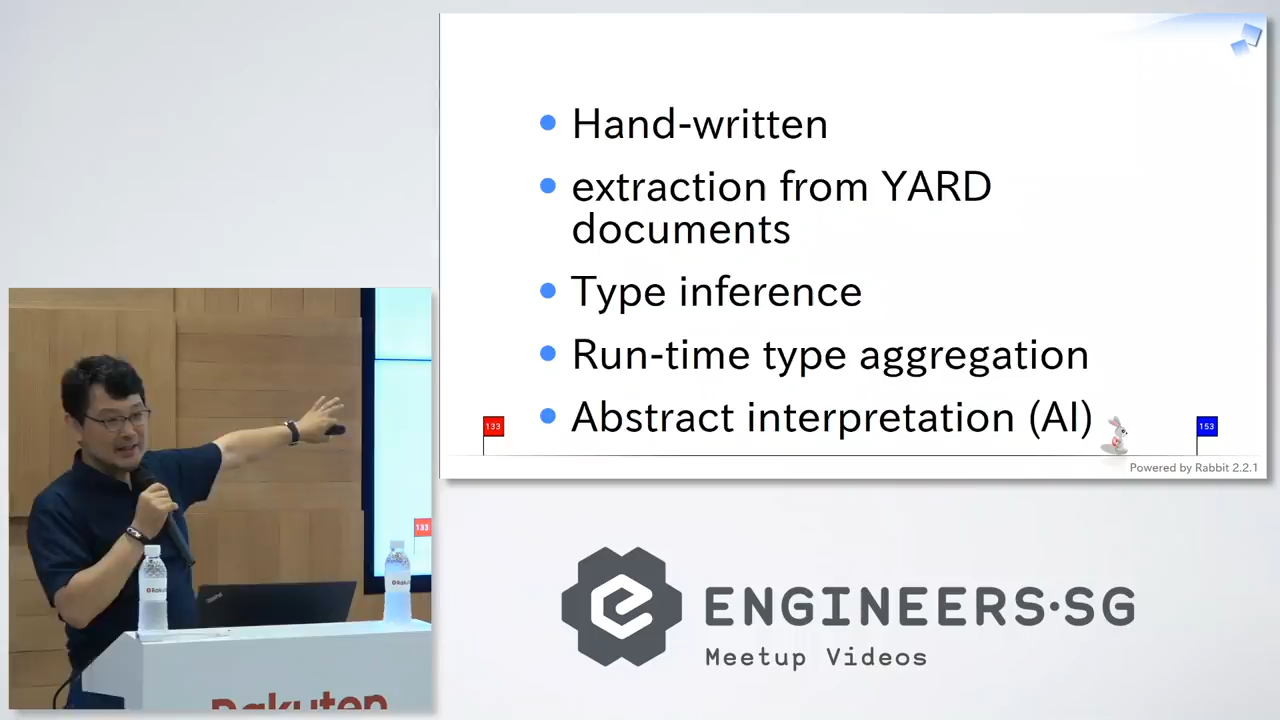 Hand-written
extraction from YARD
documents
Type inference
Run-time type aggregation
Abstract interpretation (AI)
133
153
Powered by Rabbit 2.2.1
133
Rakuten
ENGINEERS·SG
Meetup Videos